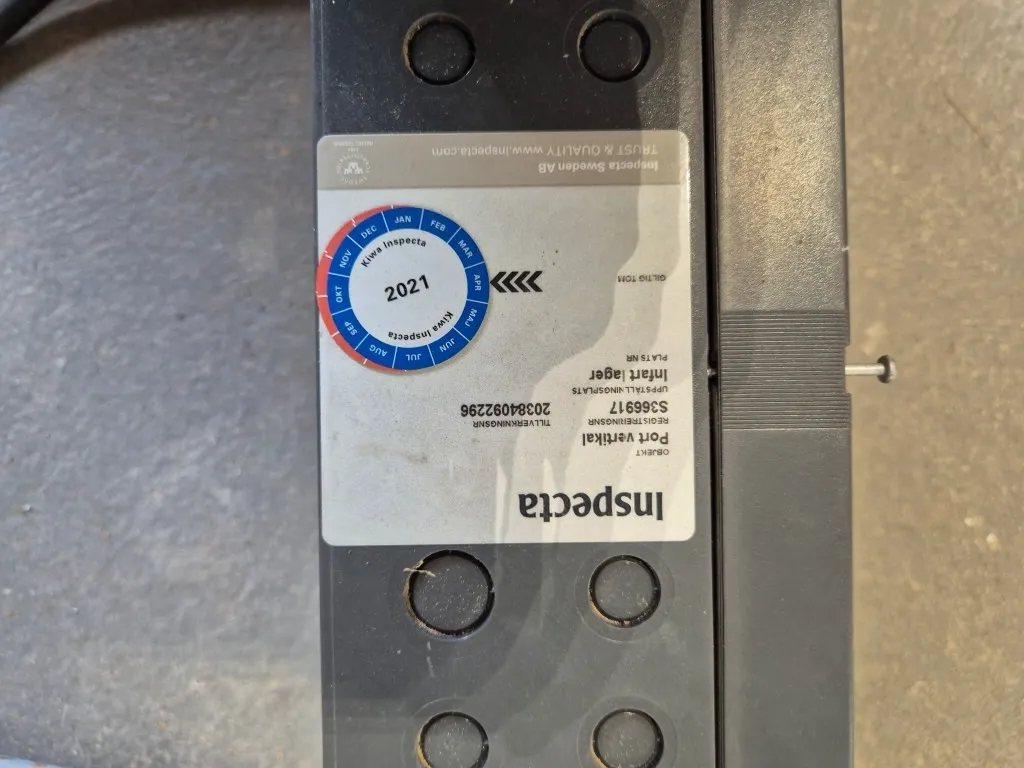 Inspecta
OBJEKT
Port vertikal
REGISTRERINGSNR
S366917
TILLVERKNINGSNR
20384092296
UPPSTÄLLNINGSPLATS
Infart lager
PLATS NR
GILTIG TOM
Kiwa Inspecta
2021
Kiwa Inspecta
JAN
FEB
MAR
APR
MAJ
JUN
JUL
AUG
SEP
OKT
NOV
DEC
Inspecta Sweden AB
TRUST & QUALITY www.inspecta.com